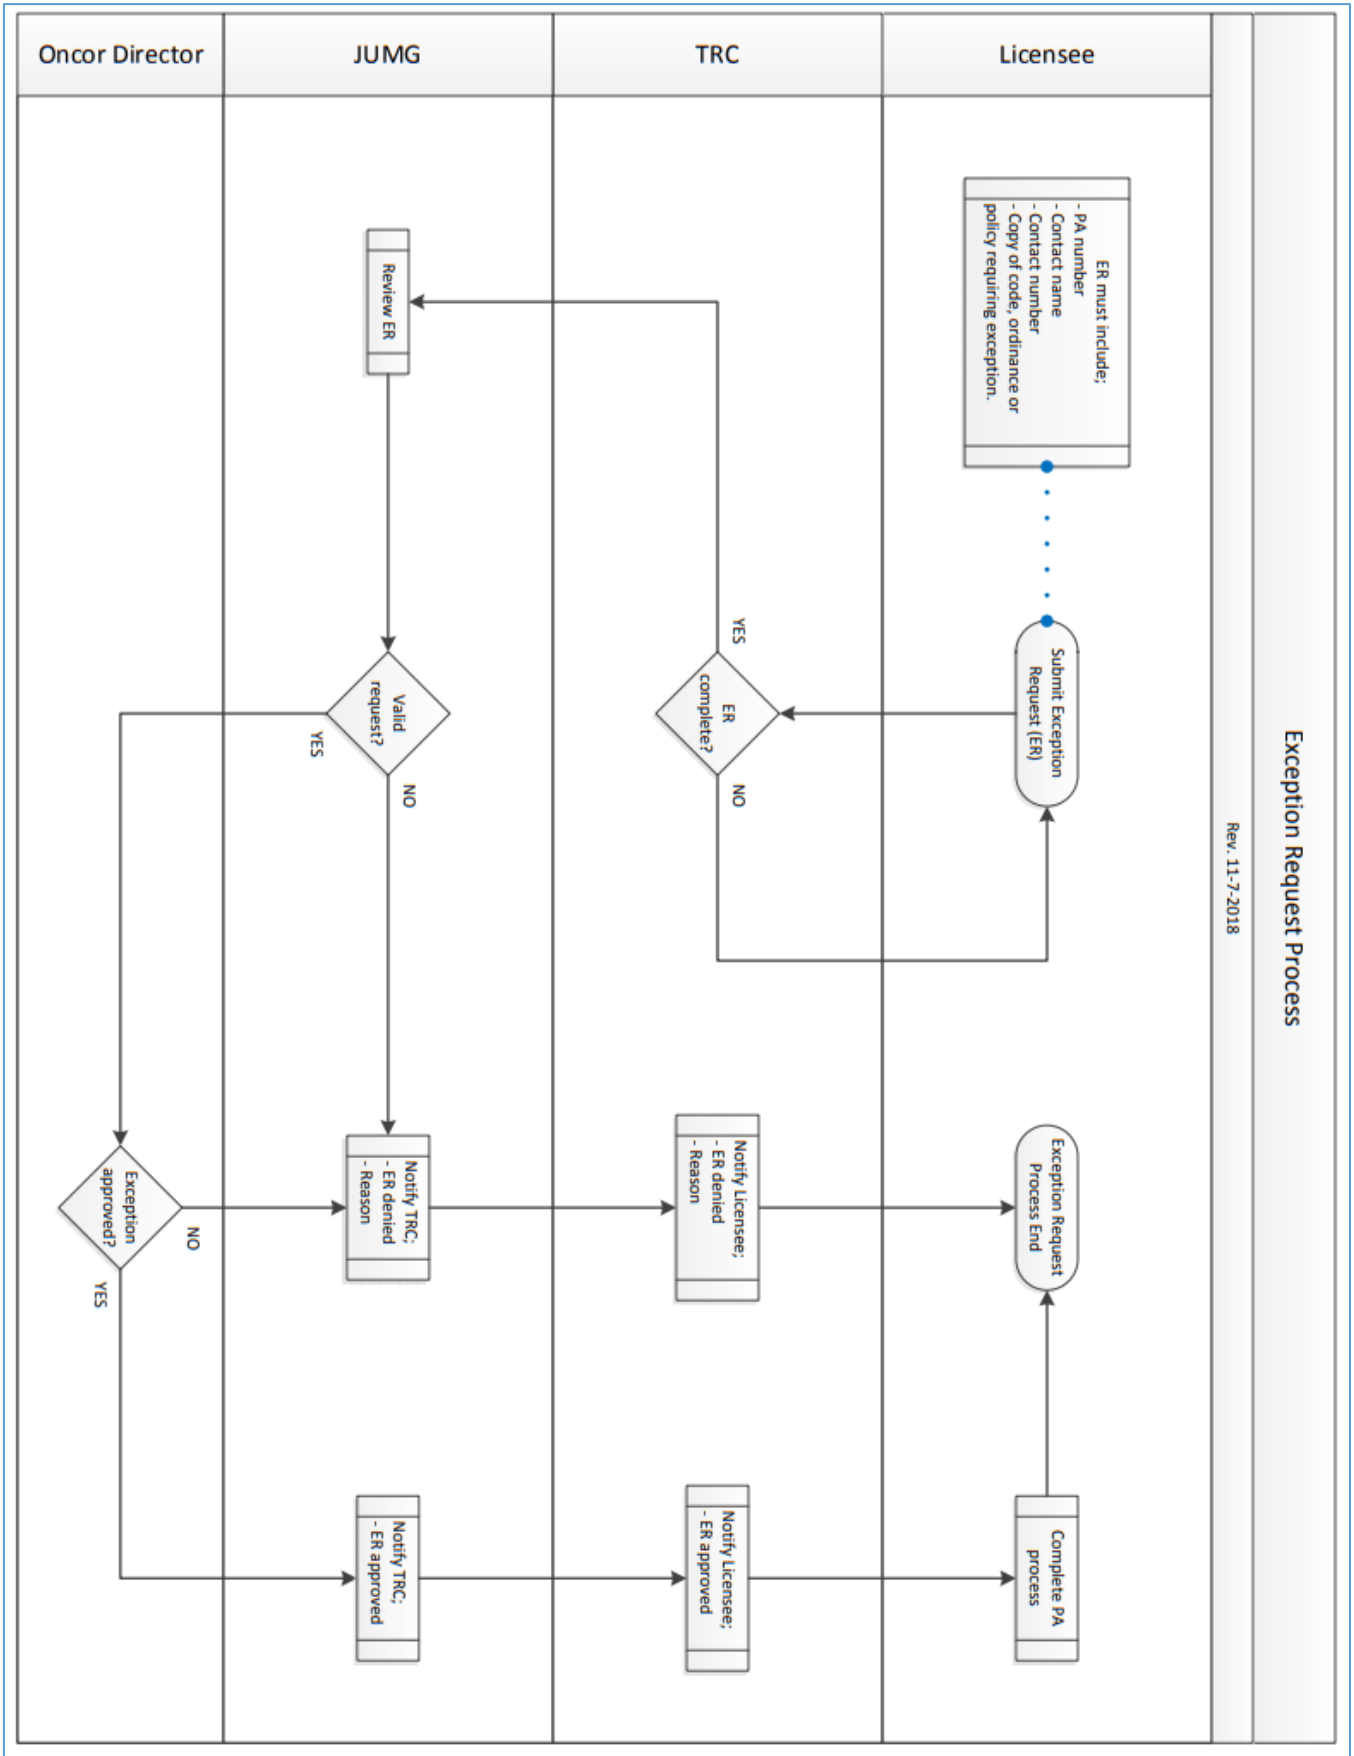 Exception Request Process
Rev. 11-7-2018
Licensee
ER must include;
- PA number
- Contact name
- Contact number
- Copy of code, ordinance or
policy requiring exception.
Submit Exception
Request (ER)
Exception Request
Process End
Complete PA
process
TRC
YES
ER
complete?
NO
Notify Licensee;
- ER denied
- Reason
Notify Licensee;
- ER approved
JUMG
Review ER
Valid
request?
NO
YES
Notify TRC;
- ER denied
- Reason
Notify TRC;
- ER approved
Oncor Director
Exception
approved?
NO
YES